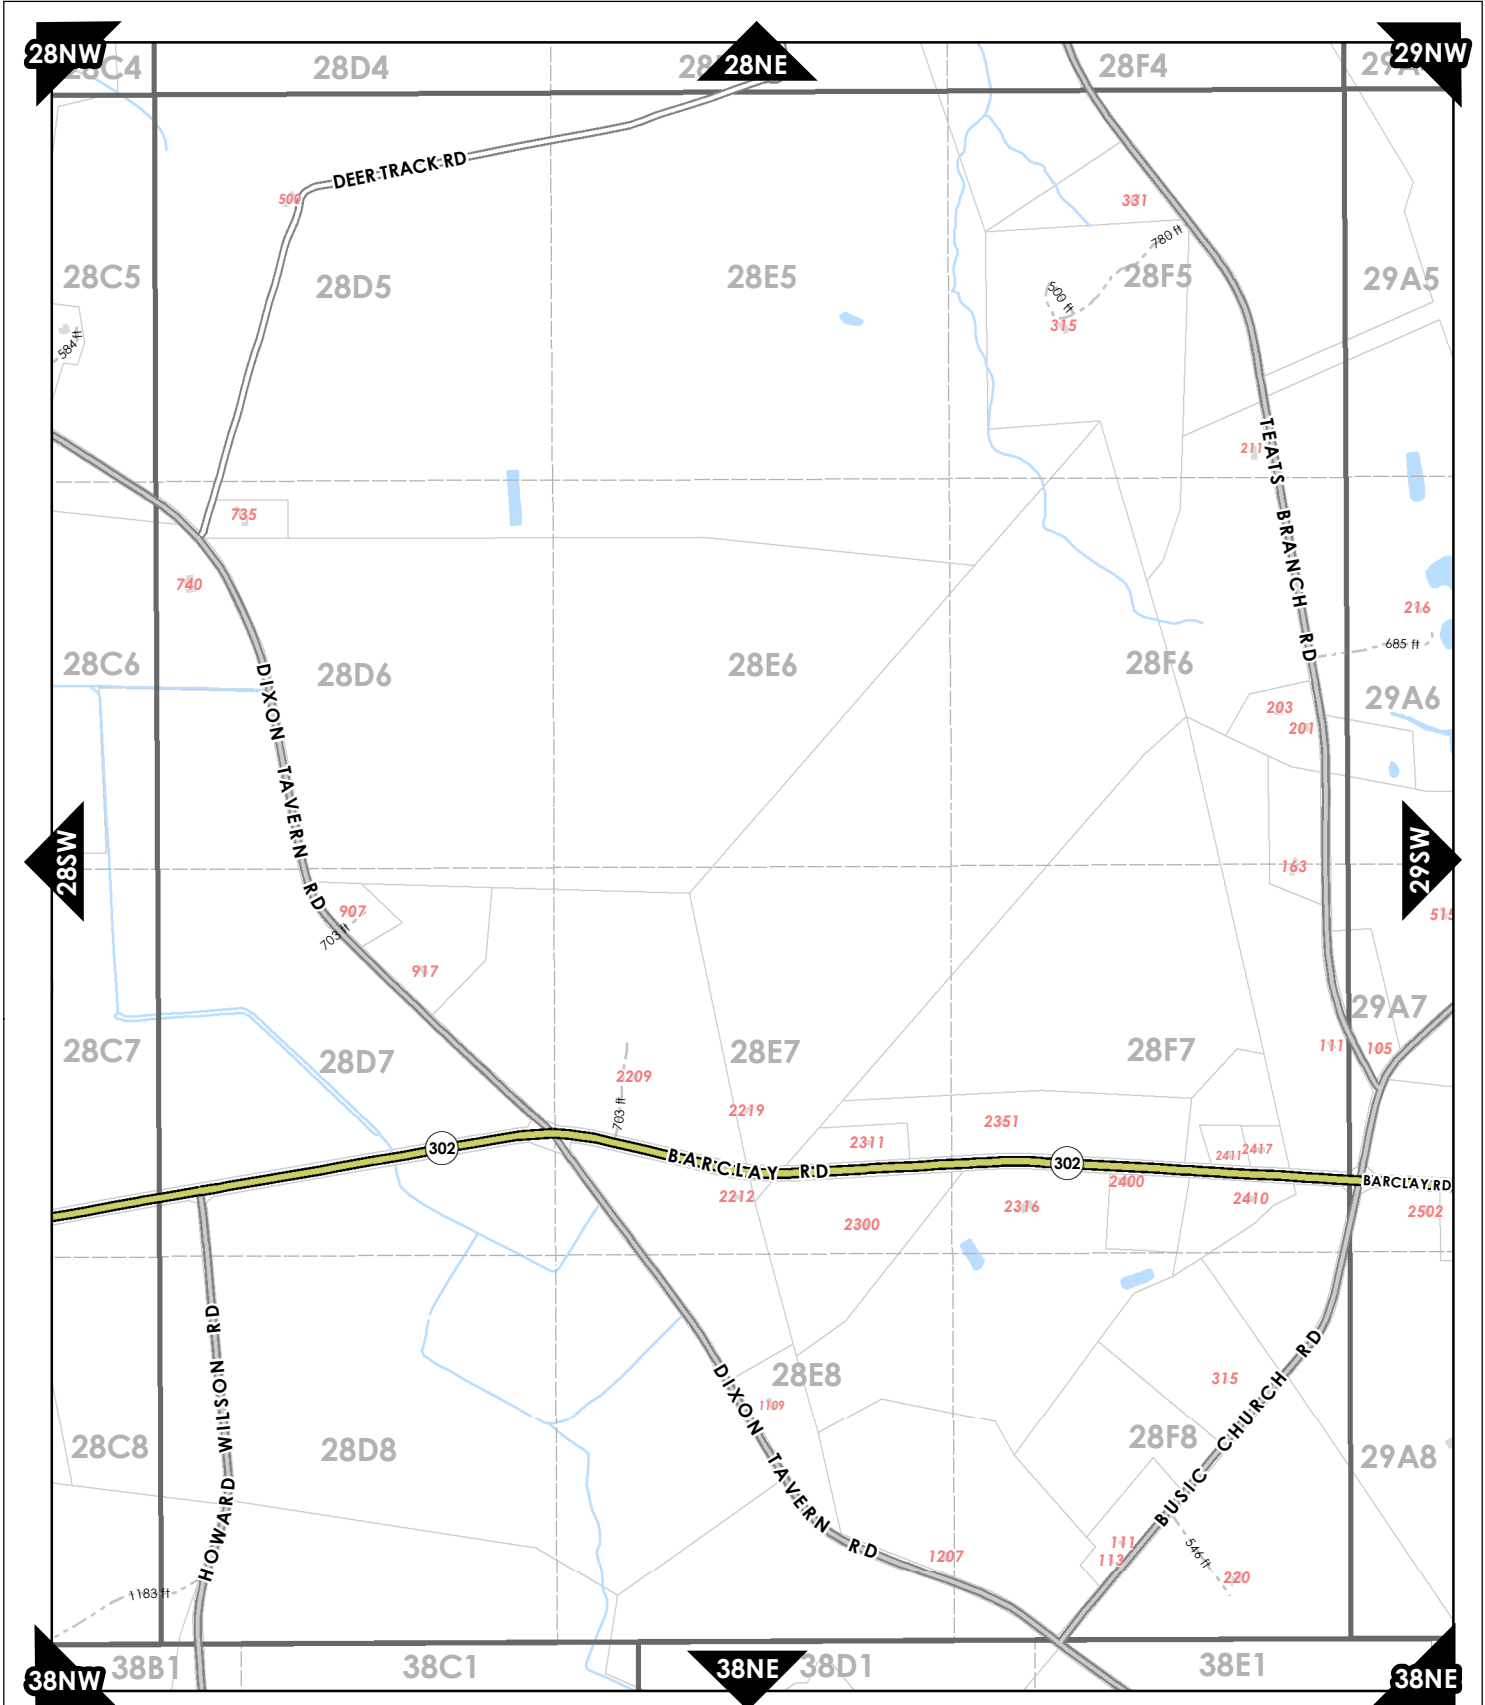 28NW
28NE
29NW
28C4
28D4
28F4
DEER TRACK RD
500
331
780 ft
28C5
28D5
28E5
28F5
29A5
500 ft
315
584 ft
211
TEATS BRANCH RD
735
740
216
685 ft
28C6
28D6
28E6
28F6
29A6
203
201
DIXON TAVERN RD
28SW
29SW
163
907
703 ft
917
29A7
28C7
28D7
28E7
28F7
111
105
2209
703 ft
2219
2351
2311
2411
2417
302
BARCLAY RD
302
BARCLAY RD
2212
2300
2316
2400
2410
2502
HOWARD WILSON RD
28E8
1109
DIXON TAVERN RD
315
BUSIC CHURCH RD
28C8
28D8
28F8
29A8
1207
111
113
546 ft
220
1183 ft
38NW
38B1
38C1
38NE
38D1
38E1
38NE